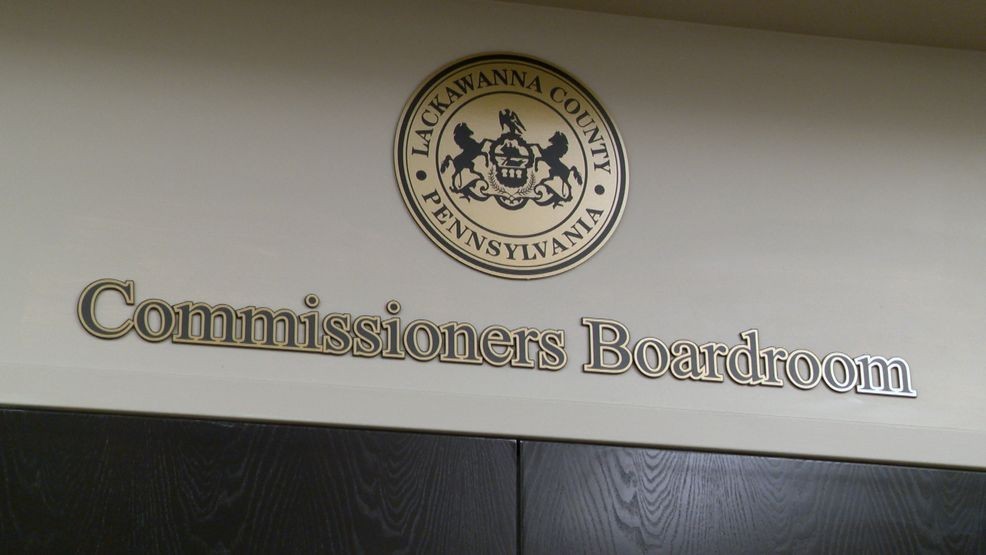 LACKAWANNA COUNTY
PENNSYLVANIA
Commissioners Boardroom